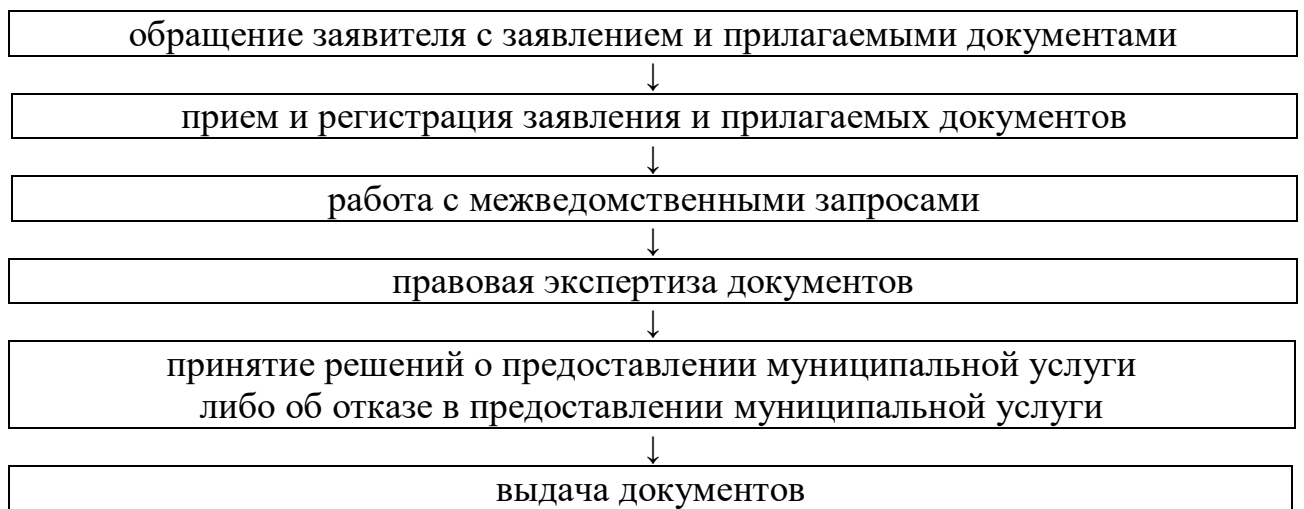 обращение заявителя с заявлением и прилагаемыми документами
↓
прием и регистрация заявления и прилагаемых документов
↓
работа с межведомственными запросами
↓
правовая экспертиза документов
↓
принятие решений о предоставлении муниципальной услуги
либо об отказе в предоставлении муниципальной услуги
↓
выдача документов